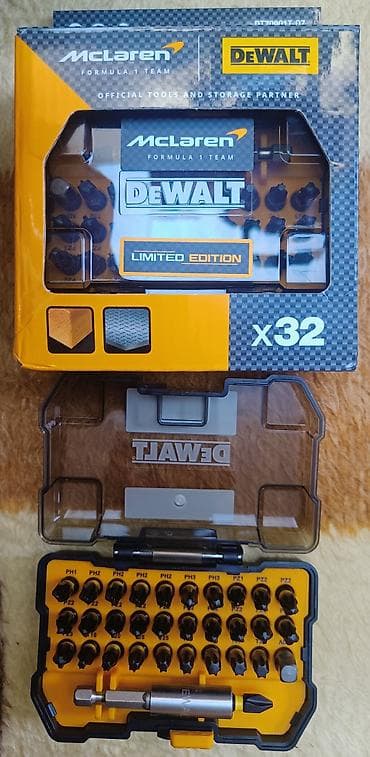 McLaren
FORMULA 1 TEAM
DEWALT
OFFICIAL TOOLS AND STORAGE PARTNER
McLaren
FORMULA 1 TEAM
DEWALT
LIMITED EDITION
x32
DEWALT
PH1 PH2 PH2 PH2 PH2 PH3 PH3 PZ1 PZ2 PZ2